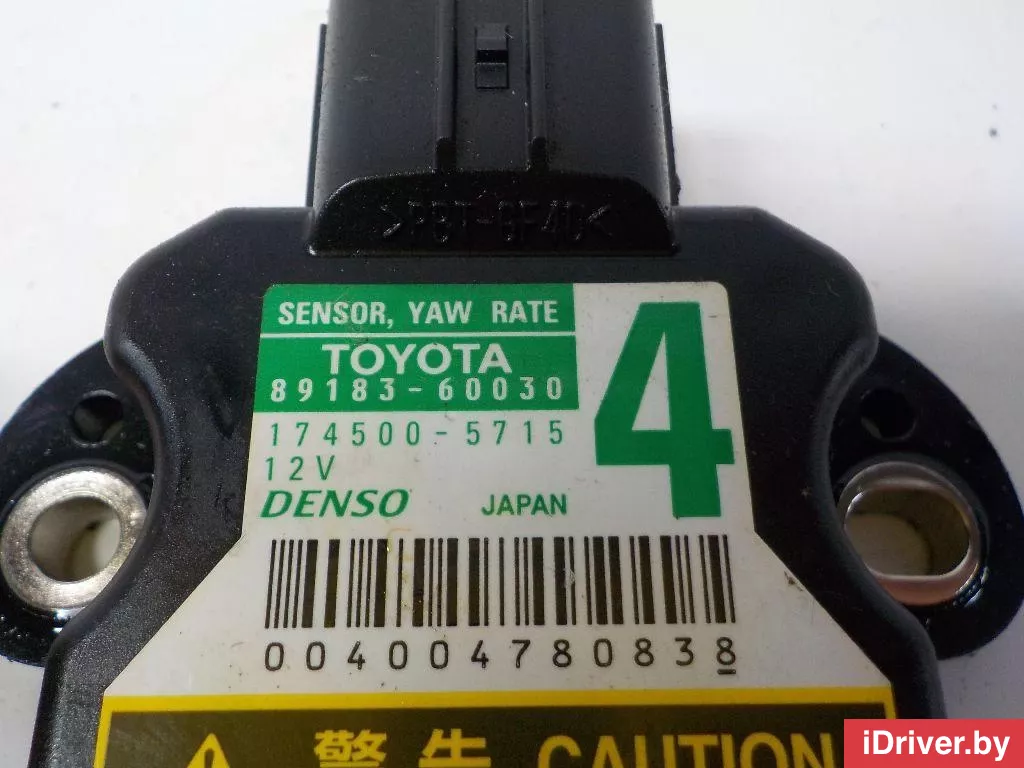 >PBT-GF40<
SENSOR, YAW RATE
TOYOTA
89183-60030
4
174500-5715
12V
DENSO JAPAN
004004780838
警告 CAUTION
iDriver.by